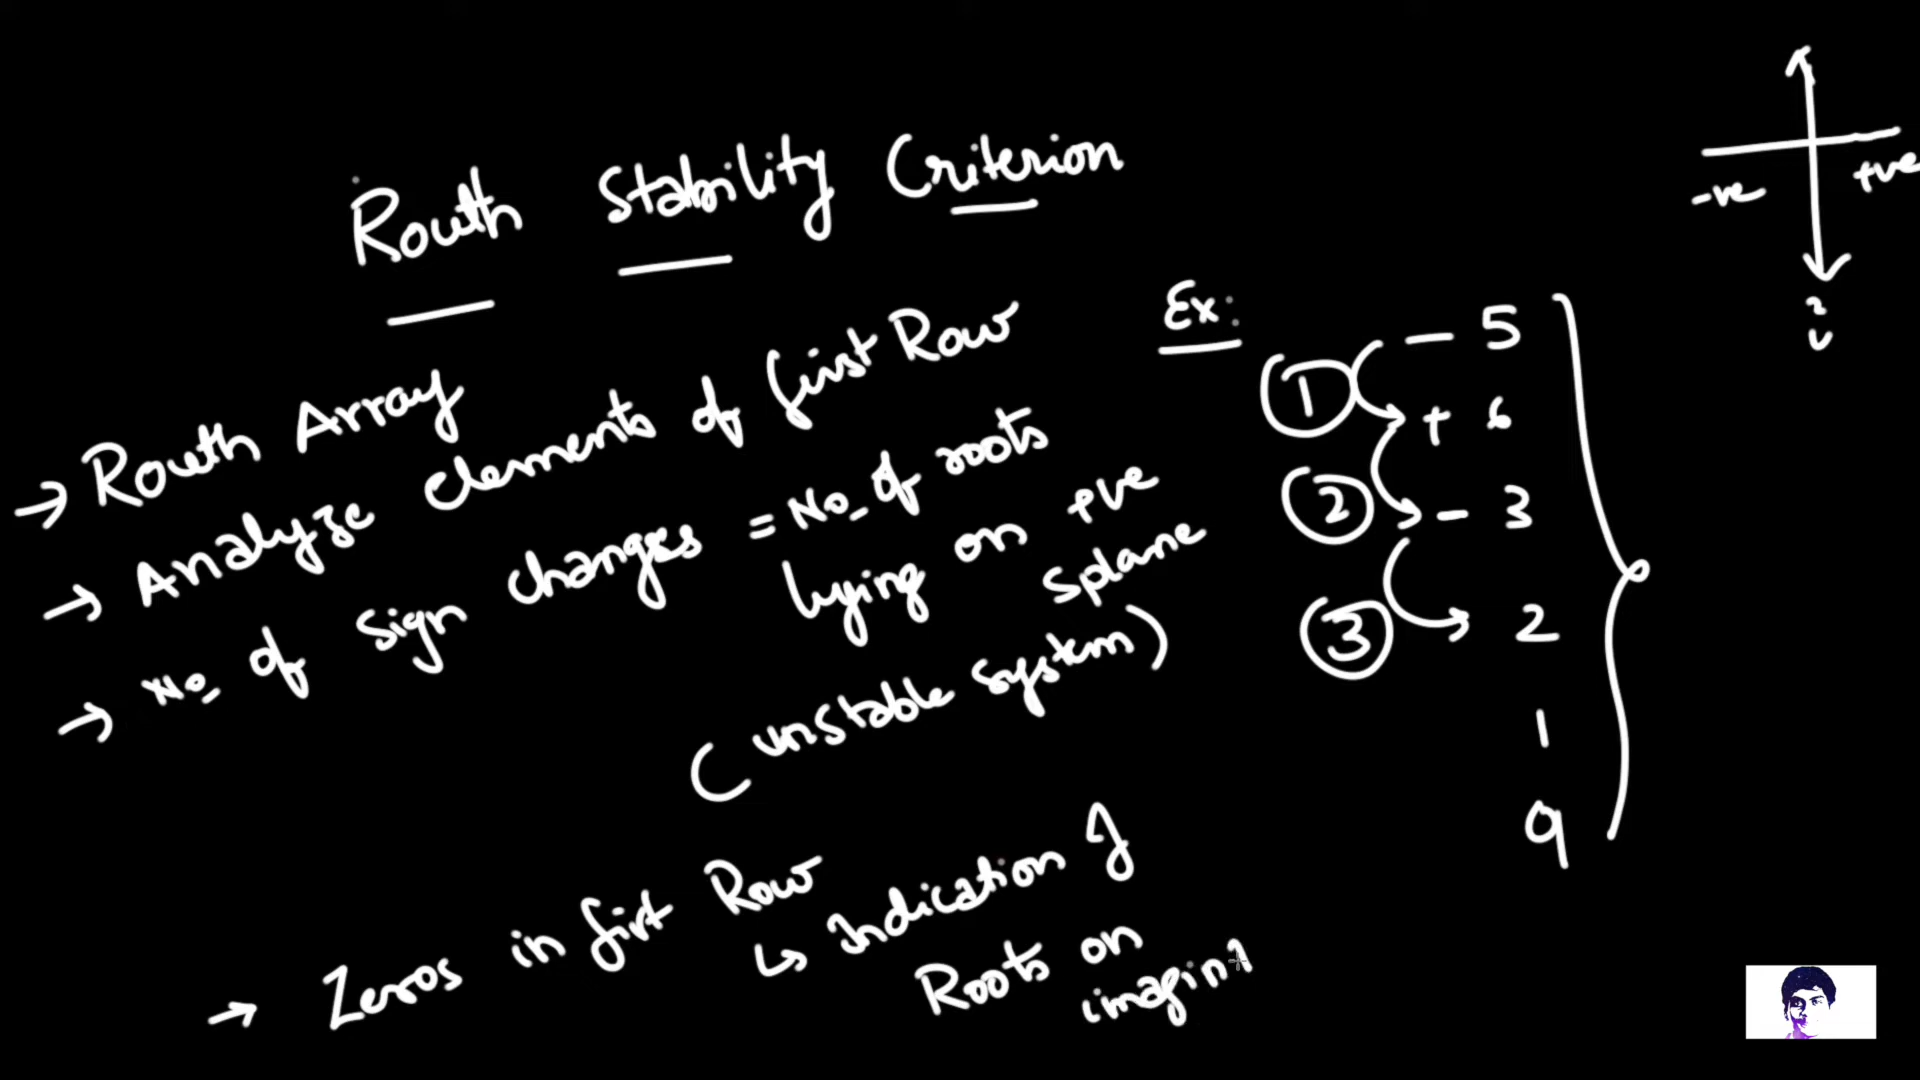 Routh Stability Criterion
→ Routh Array
→ Analyze elements of first Row
→ No. of sign changes = No. of roots
lying on +ve
splane
(unstable system)
→ Zeros in first Row
↳ Indication of
Roots on
imagin
Ex:
① - 5
+ 6
② - 3
③ 2
1
9
-ve +ve